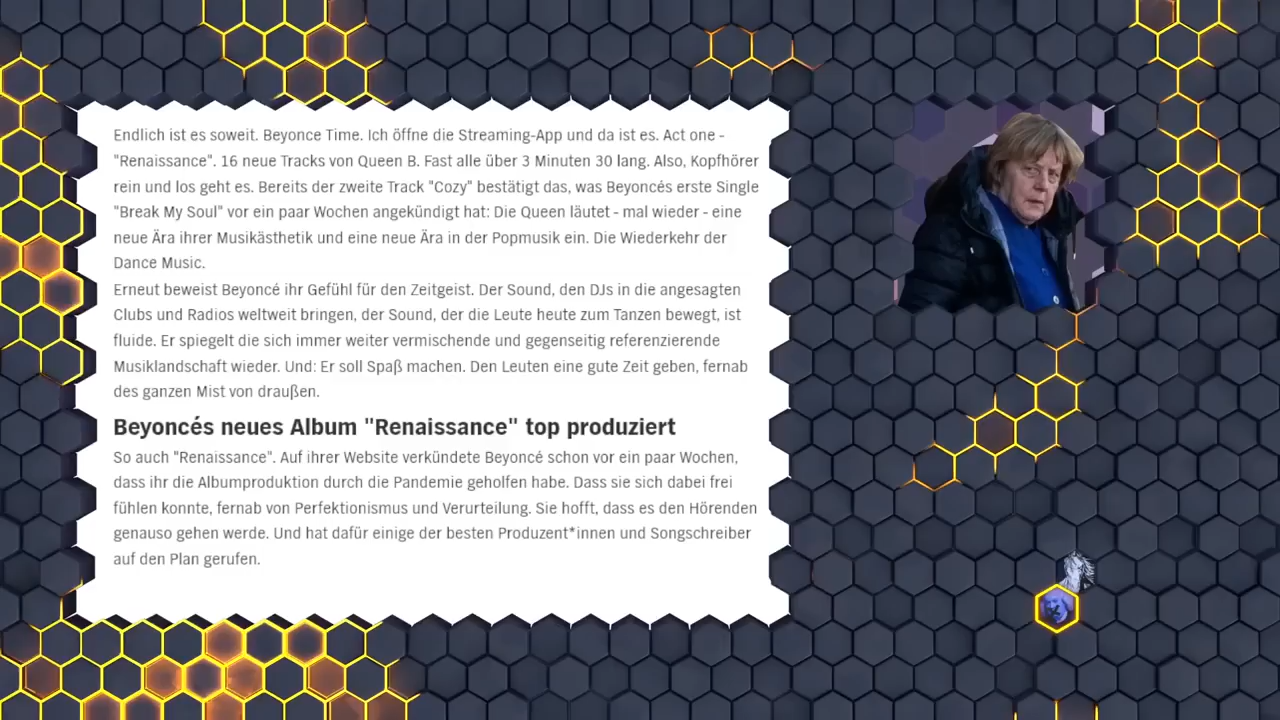 Endlich ist es soweit. Beyonce Time. Ich öffne die Streaming-App und da ist es. Act one -
"Renaissance". 16 neue Tracks von Queen B. Fast alle über 3 Minuten 30 lang. Also, Kopfhörer
rein und los geht es. Bereits der zweite Track "Cozy" bestätigt das, was Beyoncés erste Single
"Break My Soul" vor ein paar Wochen angekündigt hat: Die Queen läutet - mal wieder - eine
neue Ära ihrer Musikästhetik und eine neue Ära in der Popmusik ein. Die Wiederkehr der
Dance Music.
Erneut beweist Beyoncé ihr Gefühl für den Zeitgeist. Der Sound, den DJs in die angesagten
Clubs und Radios weltweit bringen, der Sound, der die Leute heute zum Tanzen bewegt, ist
fluide. Er spiegelt die sich immer weiter vermischende und gegenseitig referenzierende
Musiklandschaft wieder. Und: Er soll Spaß machen. Den Leuten eine gute Zeit geben, fernab
des ganzen Mist von draußen.
Beyoncés neues Album "Renaissance" top produziert
So auch "Renaissance". Auf ihrer Website verkündete Beyoncé schon vor ein paar Wochen,
dass ihr die Albumproduktion durch die Pandemie geholfen habe. Dass sie sich dabei frei
fühlen konnte, fernab von Perfektionismus und Verurteilung. Sie hofft, dass es den Hörenden
genauso gehen werde. Und hat dafür einige der besten Produzent*innen und Songschreiber
auf den Plan gerufen.